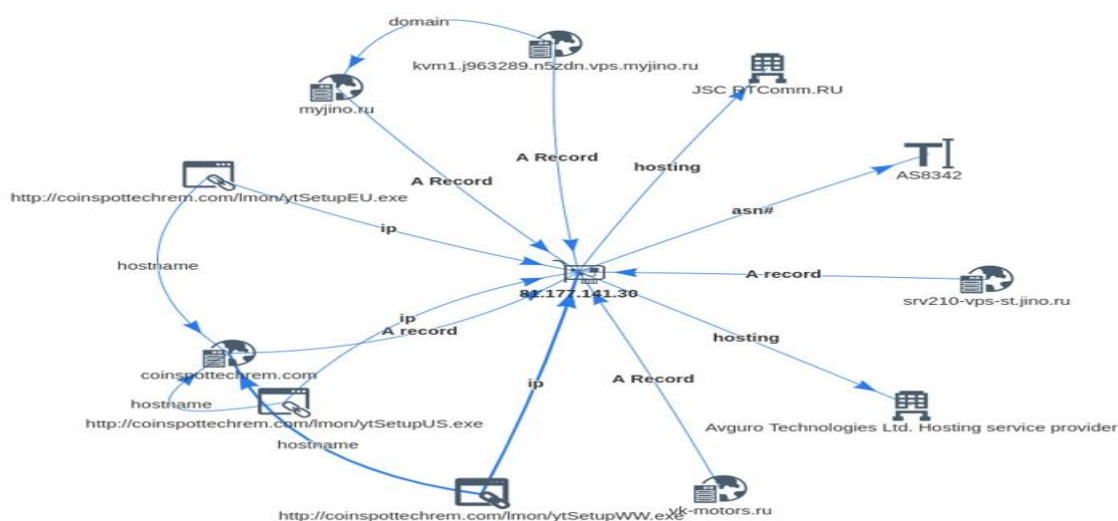 domain
kvm1.j963289.n5zdn.vps.myjino.ru
JSC RTComm.RU
myjino.ru
A Record
hosting
AS8342
A Record
http://coinspottechrem.com/lmon/ytSetupEU.exe
asn#
ip
hostname
A record
81.177.141.30
srv210-vps-st.jino.ru
ip
A record
hosting
coinspottechrem.com
A Record
ip
hostname
http://coinspottechrem.com/lmon/ytSetupUS.exe
Avguro Technologies Ltd. Hosting service provider
hostname
vk-motors.ru
http://coinspottechrem.com/lmon/ytSetupWW.exe